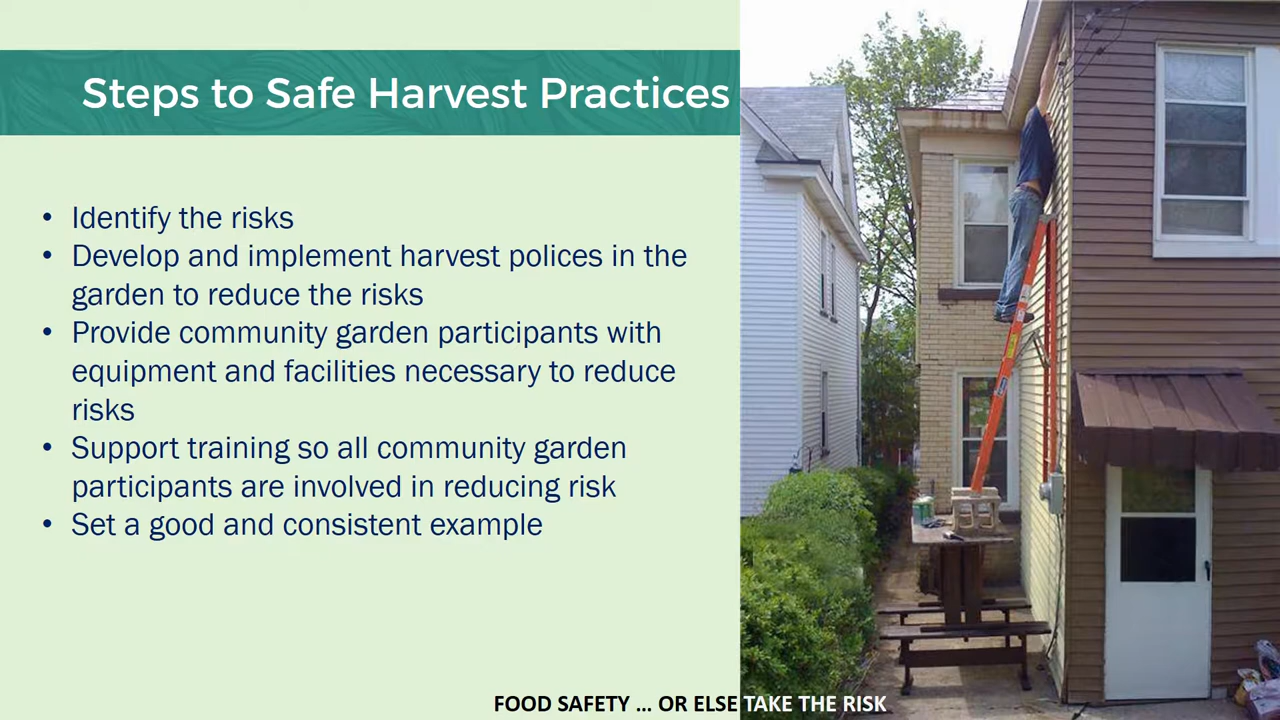 Steps to Safe Harvest Practices
• Identify the risks
• Develop and implement harvest polices in the
garden to reduce the risks
• Provide community garden participants with
equipment and facilities necessary to reduce
risks
• Support training so all community garden
participants are involved in reducing risk
• Set a good and consistent example
FOOD SAFETY ... OR ELSE TAKE THE RISK